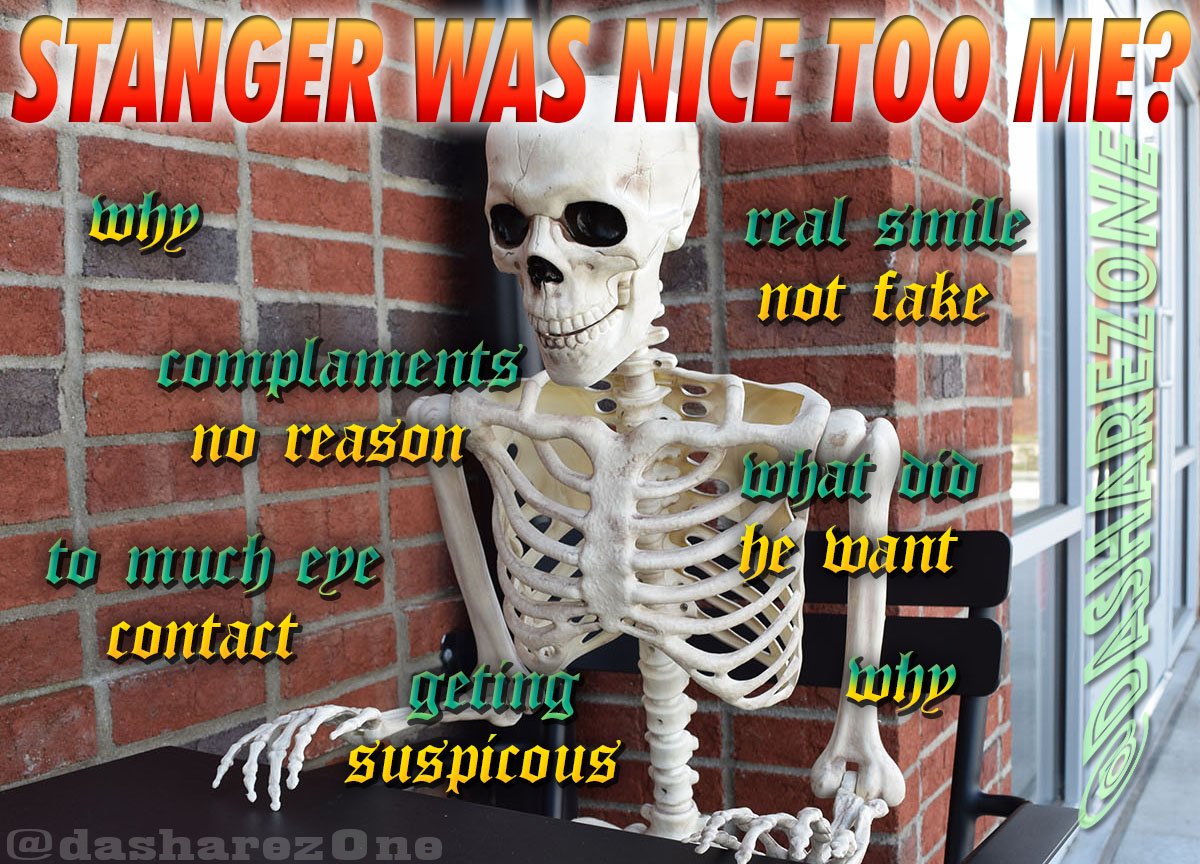 STANGER WAS NICE TOO ME?
why
real smile
not fake
complaments
no reason
what did
he want
to much eye
contact
geting
suspicous
why
@DASHAREZONE
@dasharez0ne